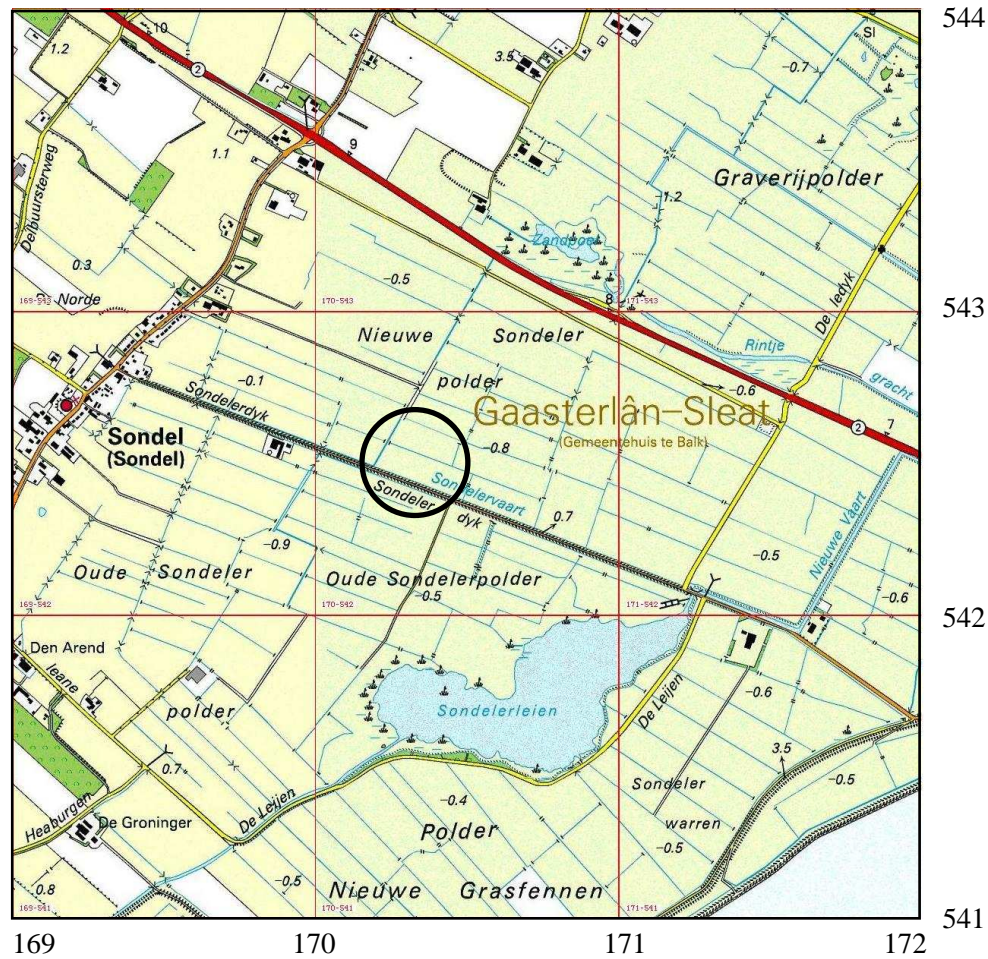 544
10
1.2
3.5
Sl
-0.7
2
9
1.1
Graverijpolder
1.2
Delbuursterweg
Zandpoel
0.3
-0.5
De ledyk
Norde
8
169-543
170-543
171-543
543
Nieuwe Sondeler
Rintje
gracht
-0.1
polder
-0.6
Sondelerdyk
Gaasterlân-Sleat
(Gemeentehuis te Balk)
2
7
Sondel
(Sondel)
-0.8
Sondelervaart
Sondeler dyk
0.7
Nieuwe Vaart
-0.9
-0.5
Oude Sondeler
Oude Sondelerpolder
-0.5
-0.6
169-542
170-542
171-542
542
Den Arend
leane
-0.6
polder
Sondelerleien
De Leijen
3.5
0.7
Sondeler
-0.5
-0.4
Heaburgen
De Groninger
De Leijen
Polder
warren
-0.5
0.8
-0.5
Nieuwe Grasfennen
169-541
170-541
171-541
541
169
170
171
172